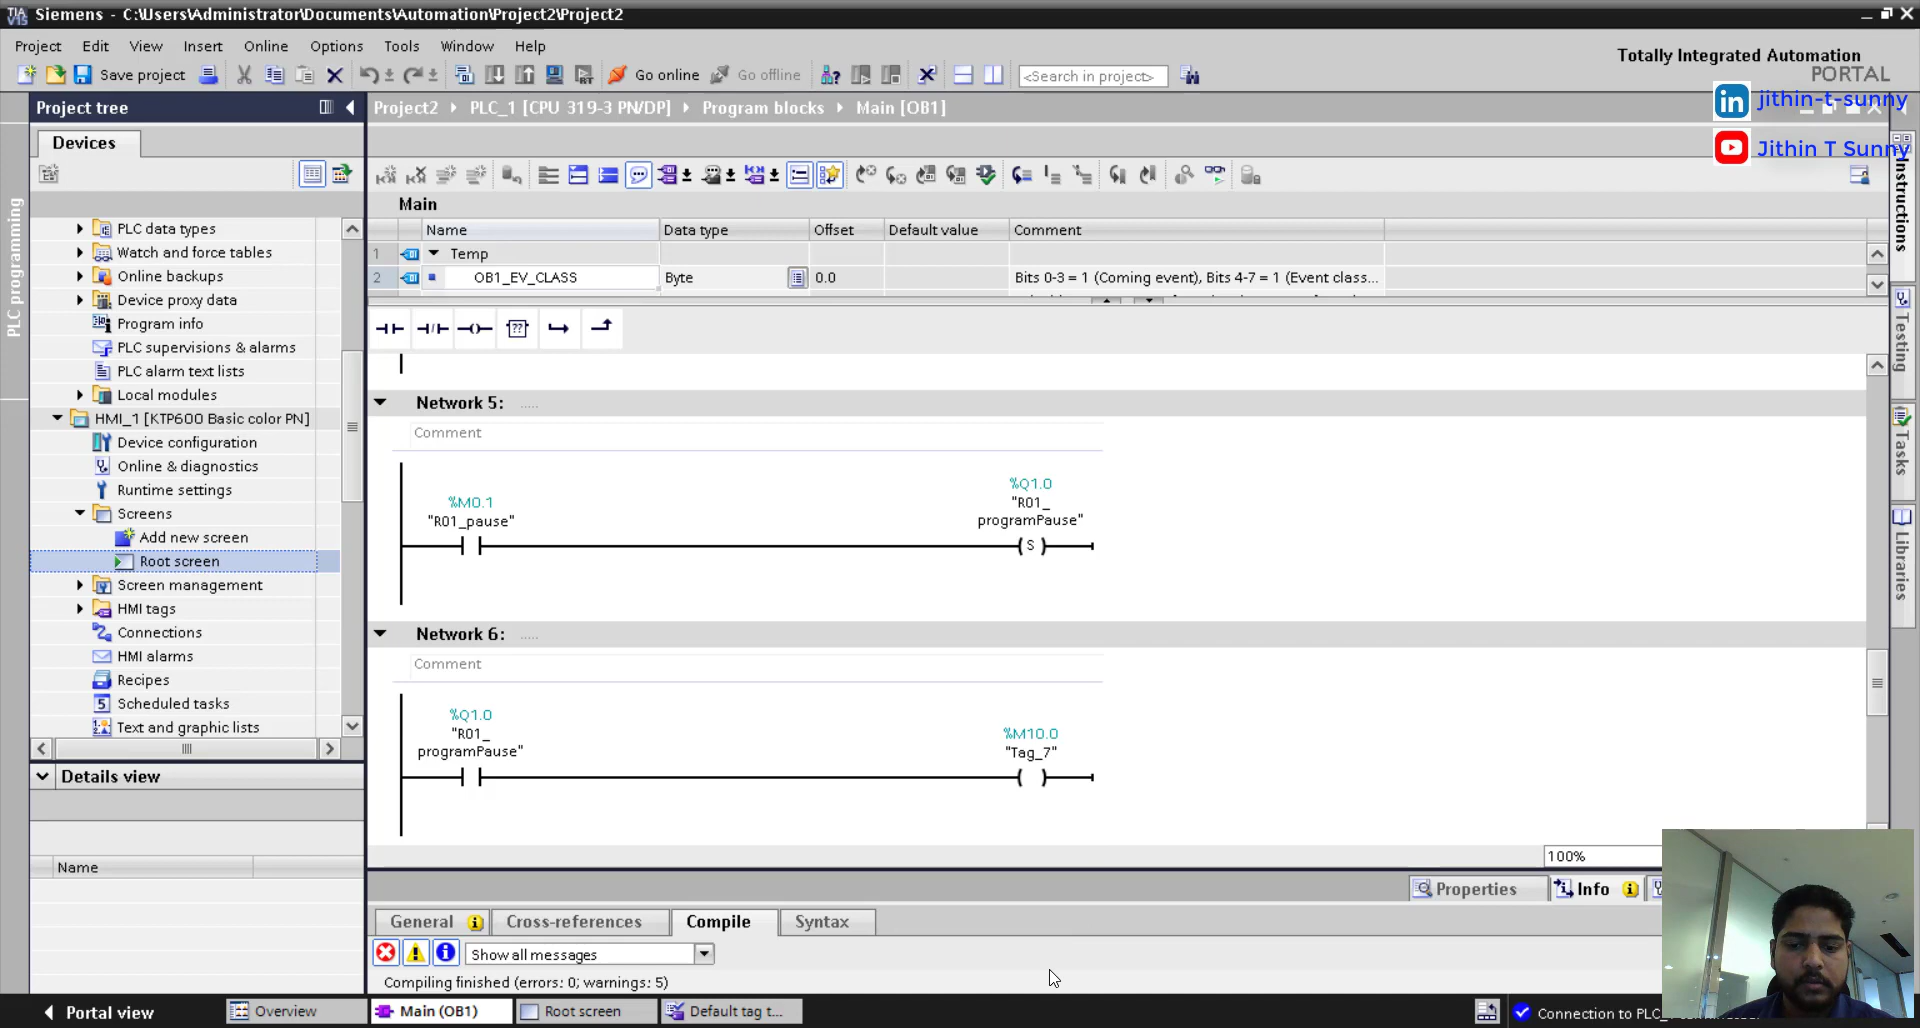 Siemens - C:\Users\Administrator\Documents\Automation\Project2\Project2
Project Edit View Insert Online Options Tools Window Help
Totally Integrated Automation
PORTAL
Save project
Go online
Go offline
<Search in project>
jithin-t-sunny
Jithin T Sunny
Project tree
Project2 PLC_1 [CPU 319-3 PN/DP] Program blocks Main [OB1]
Devices
PLC programming
PLC data types
Watch and force tables
Online backups
Device proxy data
Program info
PLC supervisions & alarms
PLC alarm text lists
Local modules
HMI_1 [KTP600 Basic color PN]
Device configuration
Online & diagnostics
Runtime settings
Screens
Add new screen
Root screen
Screen management
HMI tags
Connections
HMI alarms
Recipes
Scheduled tasks
Text and graphic lists
Details view
Name
Main
Name Data type Offset Default value Comment
1 Temp
2 OB1_EV_CLASS Byte 0.0 Bits 0-3 = 1 (Coming event), Bits 4-7 = 1 (Event class...
??
Network 5: .....
Comment
%M0.1
"R01_pause"
%Q1.0
"R01_
programPause"
S
Network 6: .....
Comment
%Q1.0
"R01_
programPause"
%M10.0
"Tag_7"
100%
Properties Info
General Cross-references Compile Syntax
Show all messages
Compiling finished (errors: 0; warnings: 5)
Instructions
Testing
Tasks
Libraries
Portal view
Overview
Main (OB1)
Root screen
Default tag t...
Connection to PLC_